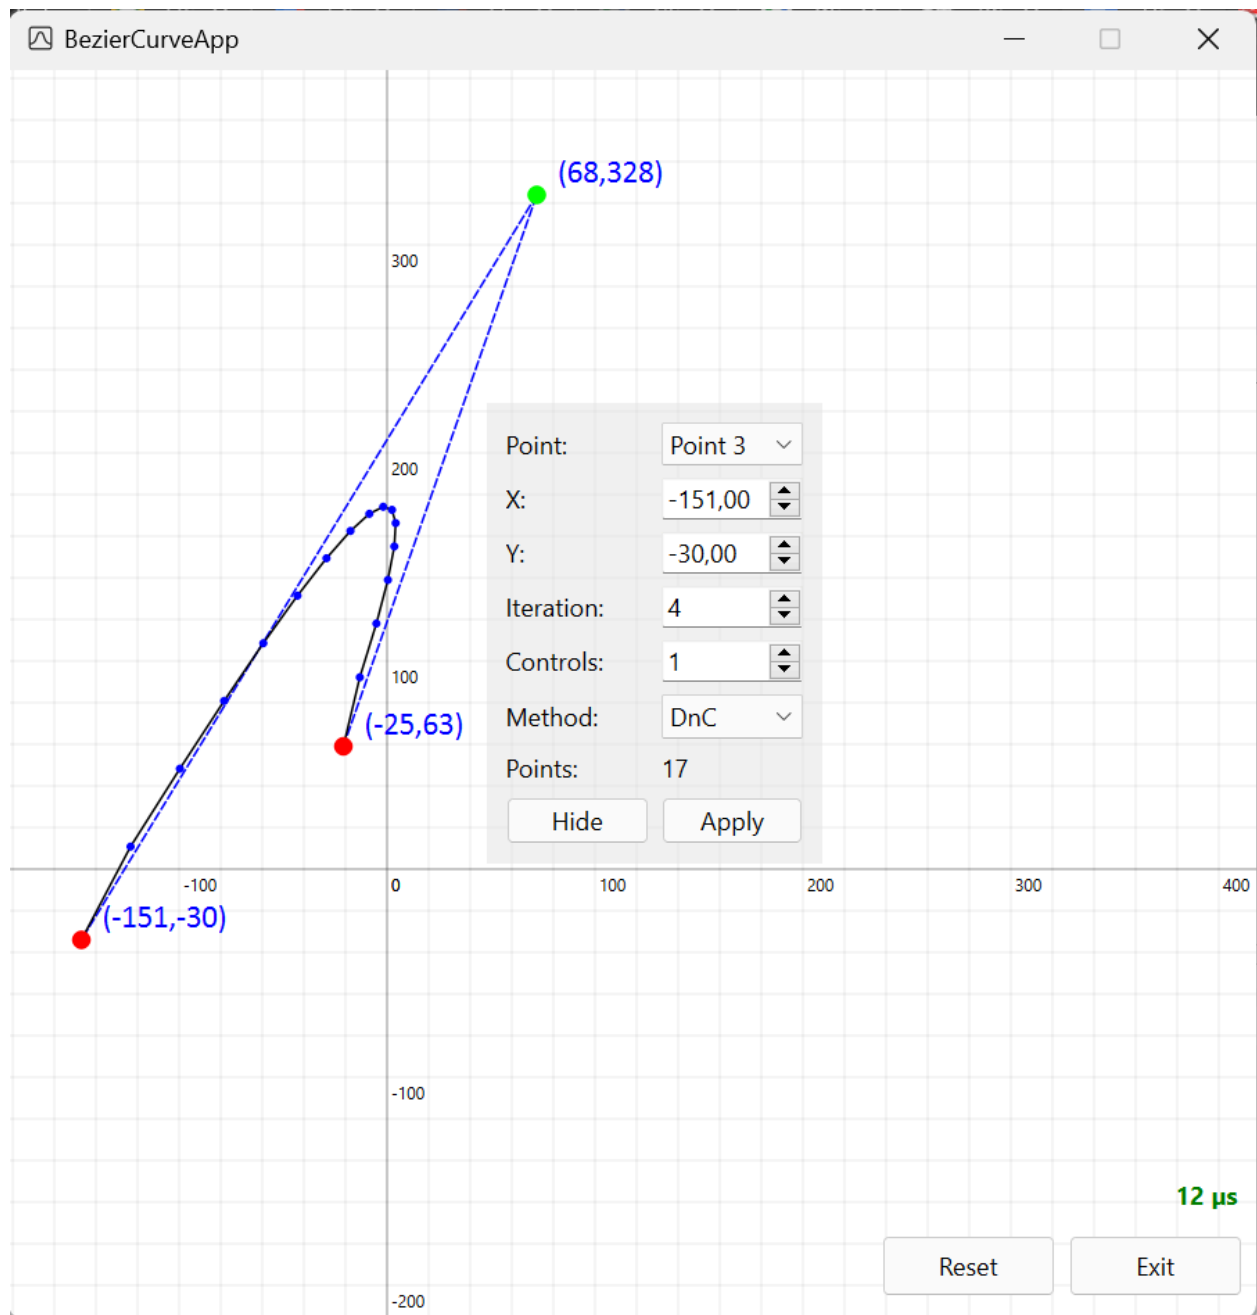 BezierCurveApp
(68,328)
300
200
100
(-25,63)
Point: Point 3
X: -151,00
Y: -30,00
Iteration: 4
Controls: 1
Method: DnC
Points: 17
Hide Apply
-100 0 100 200 300 400
(-151,-30)
-100
12 µs
Reset Exit
-200